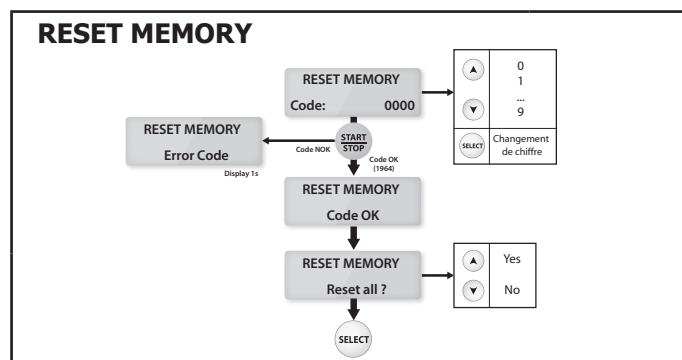 RESET MEMORY
RESET MEMORY
Code: 0000
0
1
...
9
SELECT
Changement
de chiffre
START
STOP
Code NOK
RESET MEMORY
Error Code
Display 1s
Code OK
(1964)
RESET MEMORY
Code OK
RESET MEMORY
Reset all ?
Yes
No
SELECT